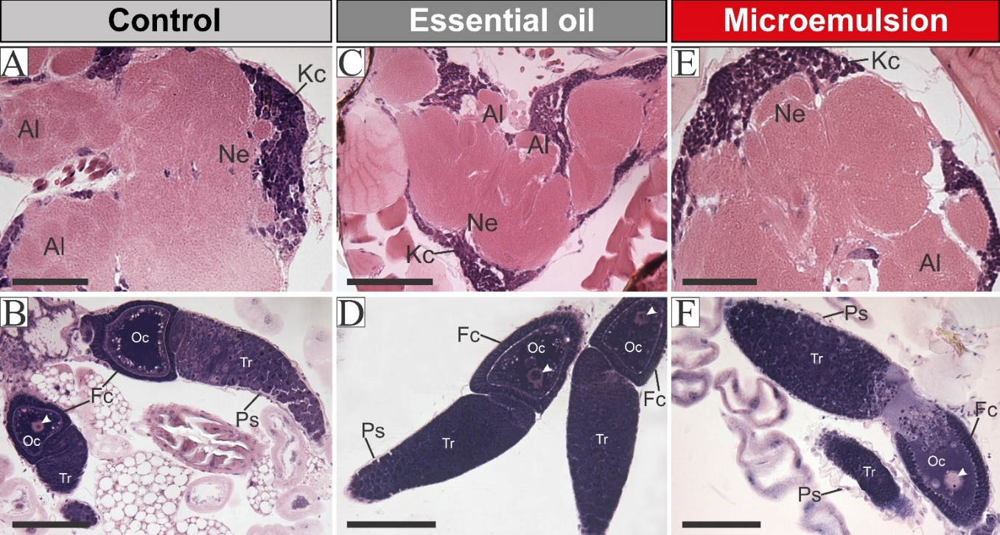 Control
Essential oil
Microemulsion
A
Kc
Al
Ne
Al
C
Al
Al
Ne
Kc
E
Kc
Ne
Al
B
Oc
Tr
Fc
Ps
Oc
Tr
D
Fc
Oc
Oc
Fc
Ps
Tr
Tr
F
Ps
Tr
Fc
Oc
Tr
Ps